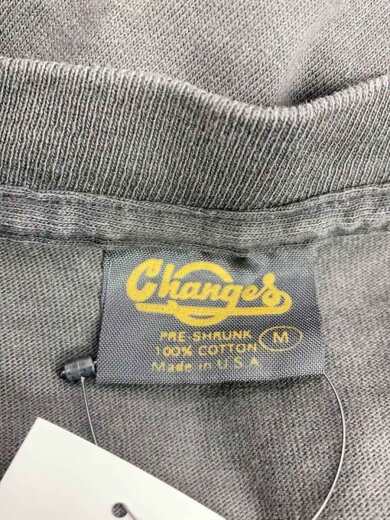 Changes
PRE SHRUNK
100% COTTON
M
Made in U.S.A